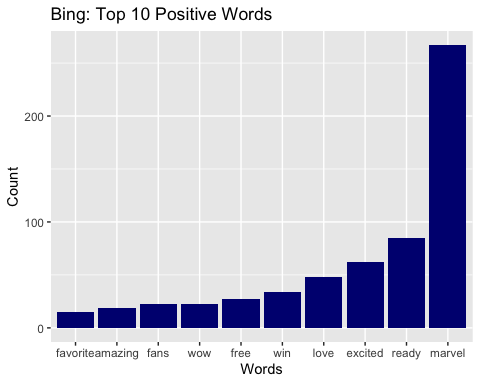 Bing: Top 10 Positive Words
Count
200
100
0
favorite amazing fans wow free win love excited ready marvel
Words